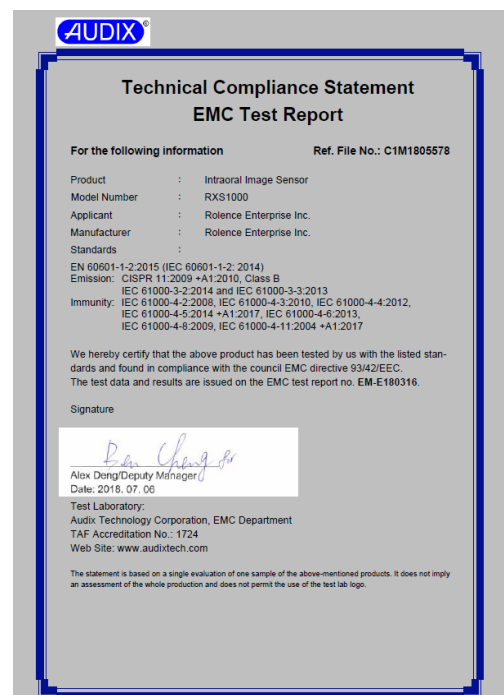 AUDIX®
Technical Compliance Statement
EMC Test Report
For the following information Ref. File No.: C1M1805578
Product : Intraoral Image Sensor
Model Number : RXS1000
Applicant : Rolence Enterprise Inc.
Manufacturer : Rolence Enterprise Inc.
Standards :
EN 60601-1-2:2015 (IEC 60601-1-2: 2014)
Emission: CISPR 11:2009 +A1:2010, Class B
IEC 61000-3-2:2014 and IEC 61000-3-3:2013
Immunity: IEC 61000-4-2:2008, IEC 61000-4-3:2010, IEC 61000-4-4:2012,
IEC 61000-4-5:2014 +A1:2017, IEC 61000-4-6:2013,
IEC 61000-4-8:2009, IEC 61000-4-11:2004 +A1:2017
We hereby certify that the above product has been tested by us with the listed stan-
dards and found in compliance with the council EMC directive 93/42/EEC.
The test data and results are issued on the EMC test report no. EM-E180316.
Signature
Ben Cheng for
Alex Deng/Deputy Manager
Date: 2018. 07. 06
Test Laboratory:
Audix Technology Corporation, EMC Department
TAF Accreditation No.: 1724
Web Site: www.audixtech.com
The statement is based on a single evaluation of one sample of the above-mentioned products. It does not imply
an assessment of the whole production and does not permit the use of the test lab logo.